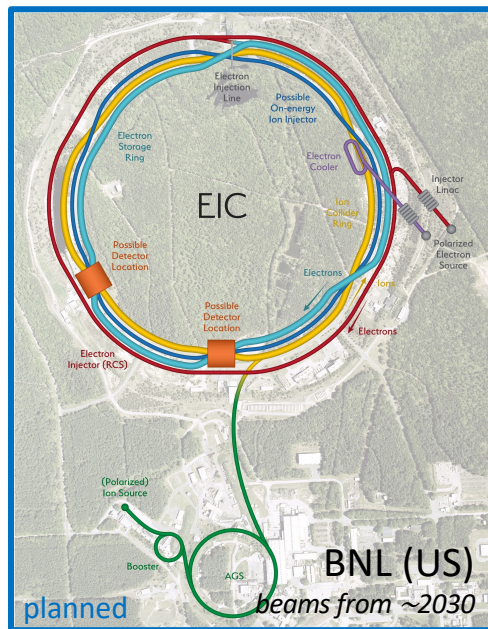 Electron
Injection
Line
Possible
On-energy
Ion Injector
Electron
Storage
Ring
Electron
Cooler
Injector
Linac
EIC
Ion
Collider
Ring
Polarized
Electron
Source
Possible
Detector
Location
Electrons
Ions
Possible
Detector
Location
Electrons
Electron
Injector (RCS)
(Polarized)
Ion Source
Booster
AGS
BNL (US)
planned
beams from ~2030